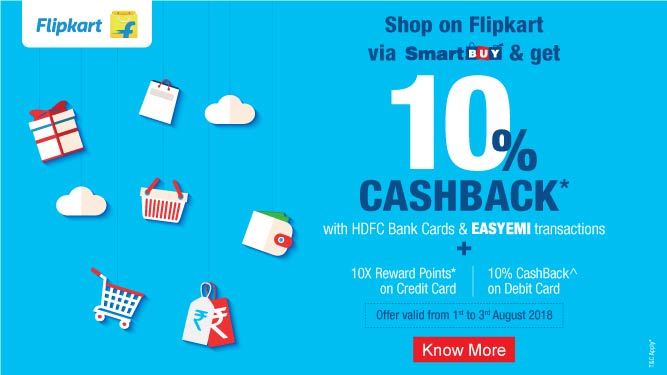 Flipkart
Shop on Flipkart
via SmartBUY & get
10%
CASHBACK*
with HDFC Bank Cards & EASYEMI transactions
+
10X Reward Points*
on Credit Card
10% CashBack^
on Debit Card
Offer valid from 1st to 3rd August 2018
Know More
T&C Apply*